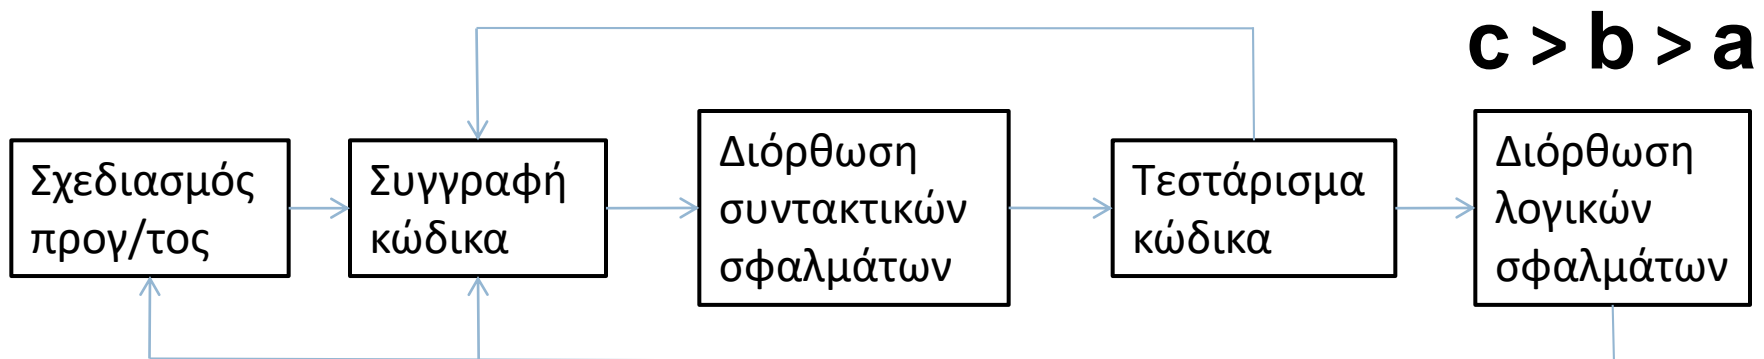 c > b > a
Σχεδιασμός
προγ/τος
Συγγραφή
κώδικα
Διόρθωση
συντακτικών
σφαλμάτων
Τεστάρισμα
κώδικα
Διόρθωση
λογικών
σφαλμάτων